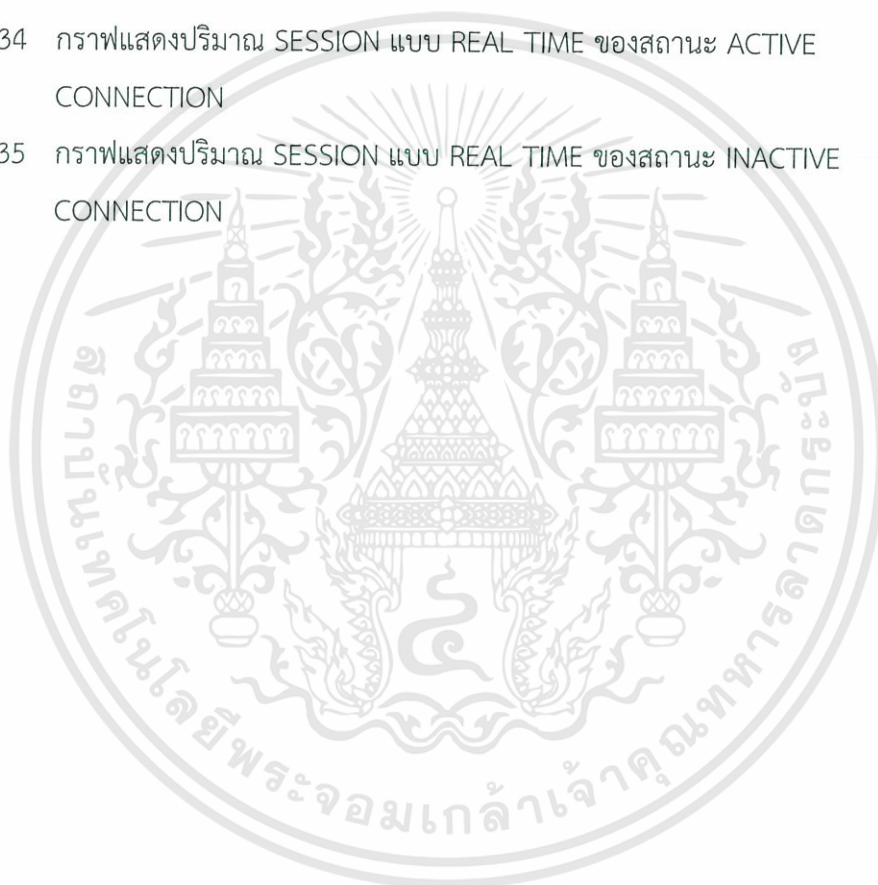 34 กราฟแสดงปริมาณ SESSION แบบ REAL TIME ของสถานะ ACTIVE
CONNECTION
35 กราฟแสดงปริมาณ SESSION แบบ REAL TIME ของสถานะ INACTIVE
CONNECTION
สถาบันเทคโนโลยีพระจอมเกล้าเจ้าคุณทหารลาดกระบัง
๔